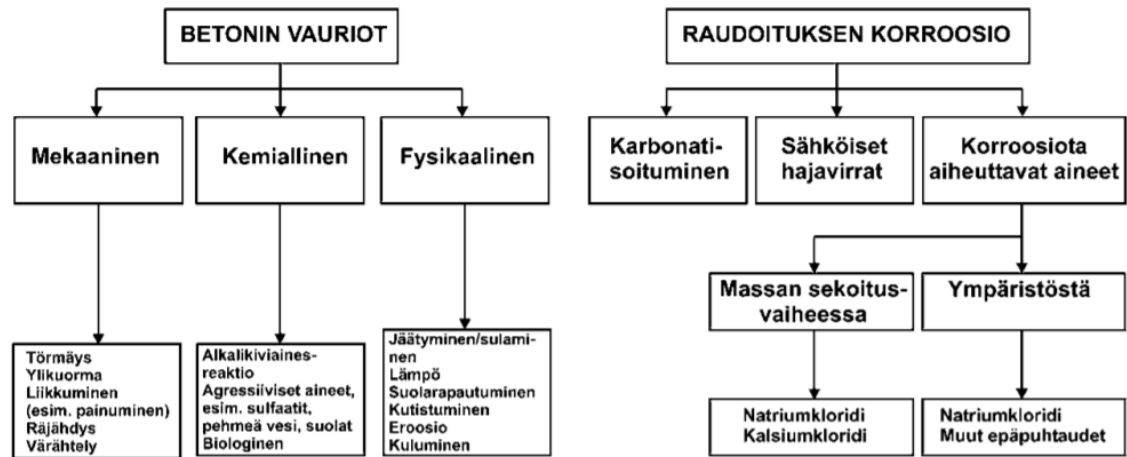 BETONIN VAURIOT
RAUDOITUKSEN KORROOSIO
Mekaaninen
Kemiallinen
Fysikaalinen
Karbonati-
soituminen
Sähköiset
hajavirrat
Korroosiota
aiheuttavat aineet
Massan sekoitus-
vaiheessa
Ympäristöstä
Törmäys
Ylikuorma
Liikkuminen
(esim. painuminen)
Räjähdys
Värähtely
Alkalikiviaines-
reaktio
Agressiiviset aineet,
esim. sulfaatit,
pehmeä vesi, suolat
Biologinen
Jäätyminen/sulami-
nen
Lämpö
Suolarapautuminen
Kutistuminen
Eroosio
Kuluminen
Natriumkloridi
Kalsiumkloridi
Natriumkloridi
Muut epäpuhtaudet